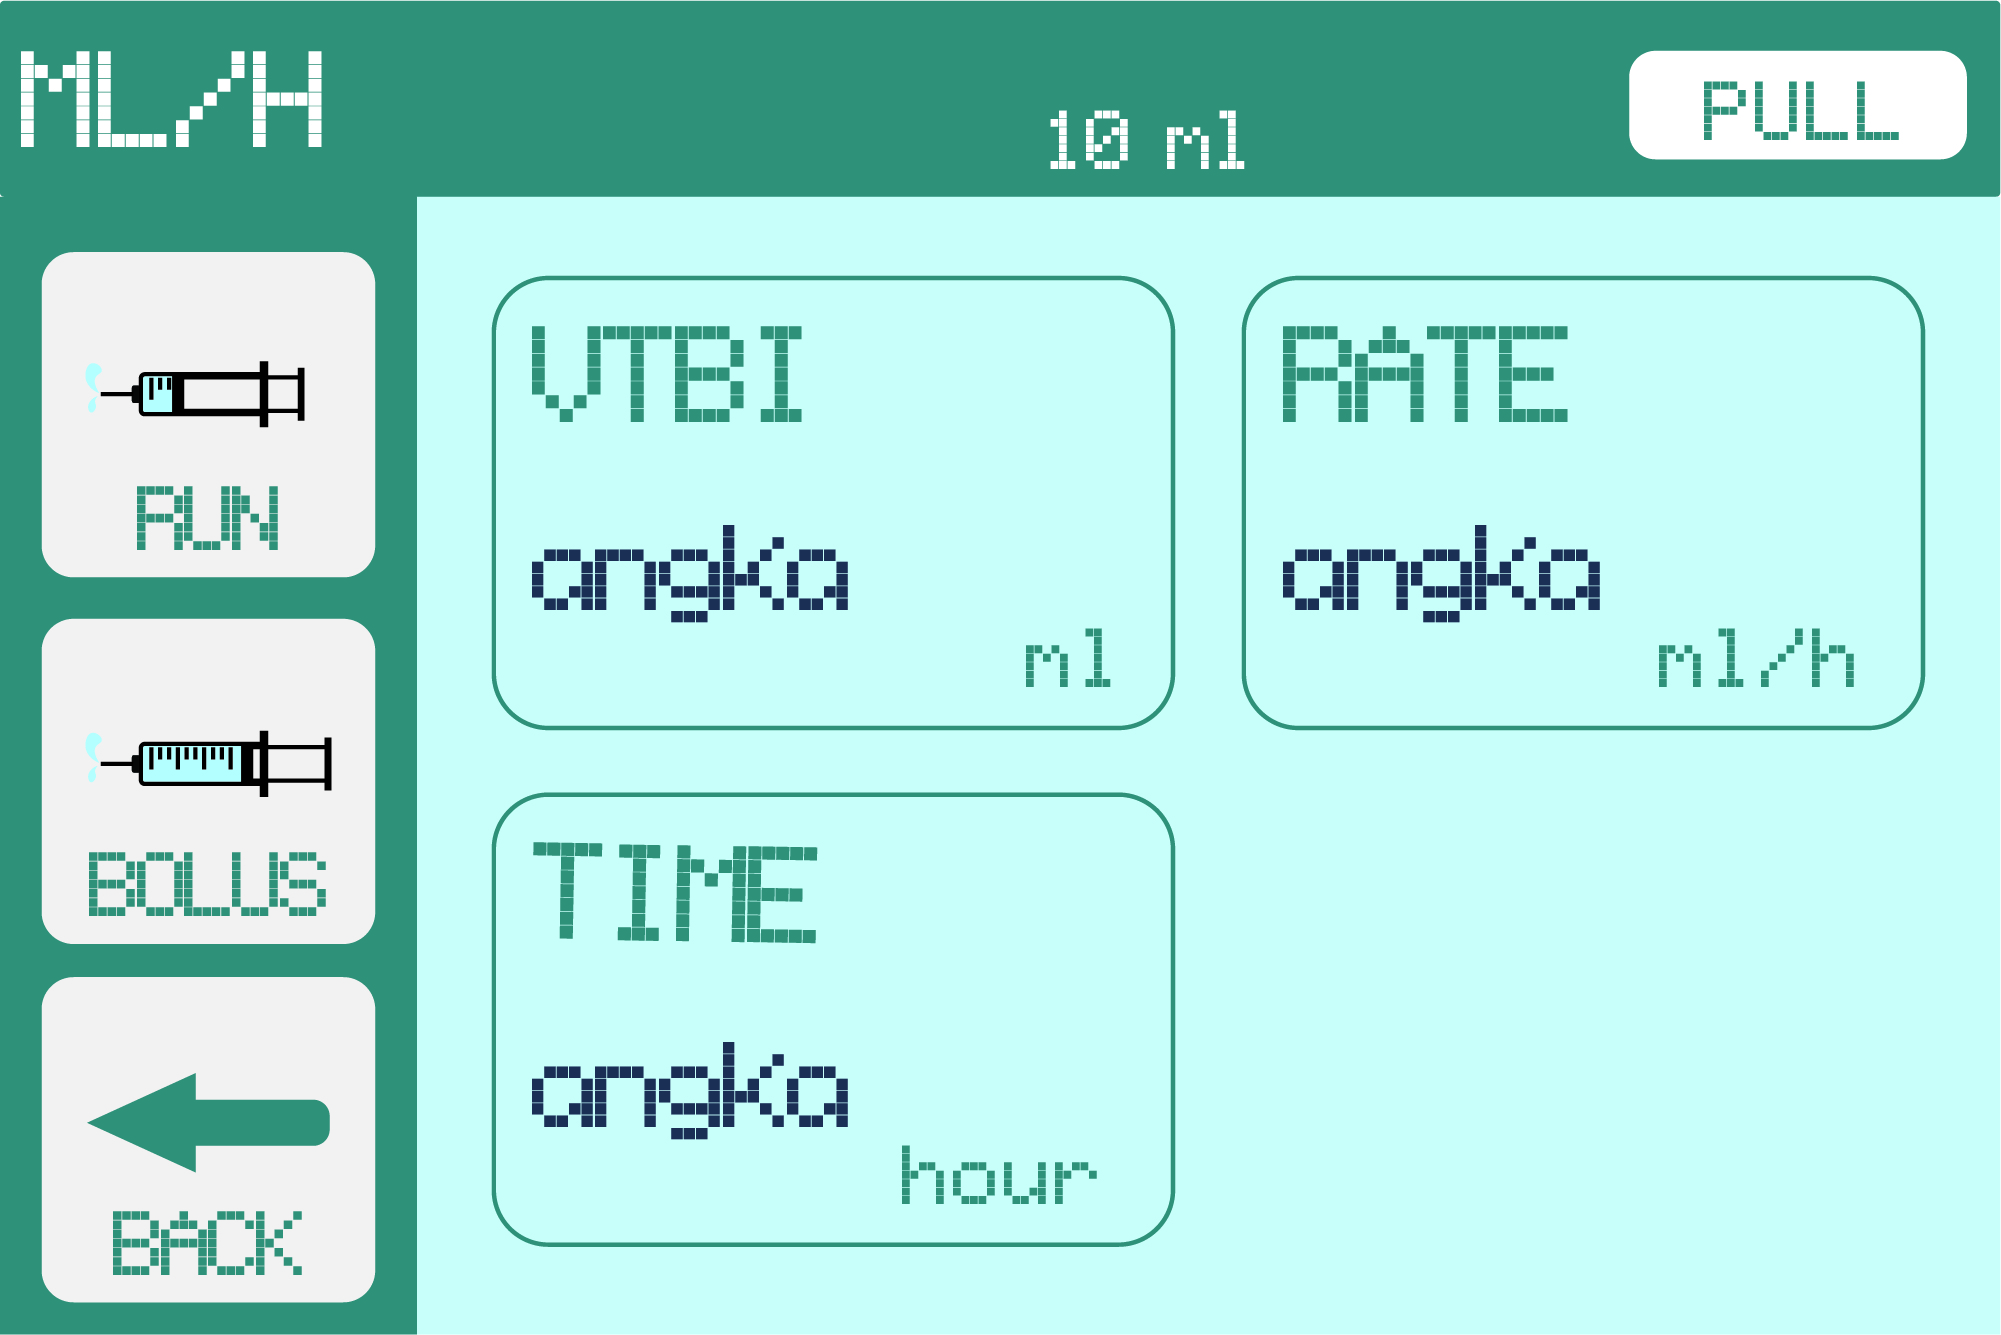 ML/H
10 ml
PULL
RUN
BOLUS
BACK
VTBI
angka
ml
RATE
angka
ml/h
TIME
angka
hour